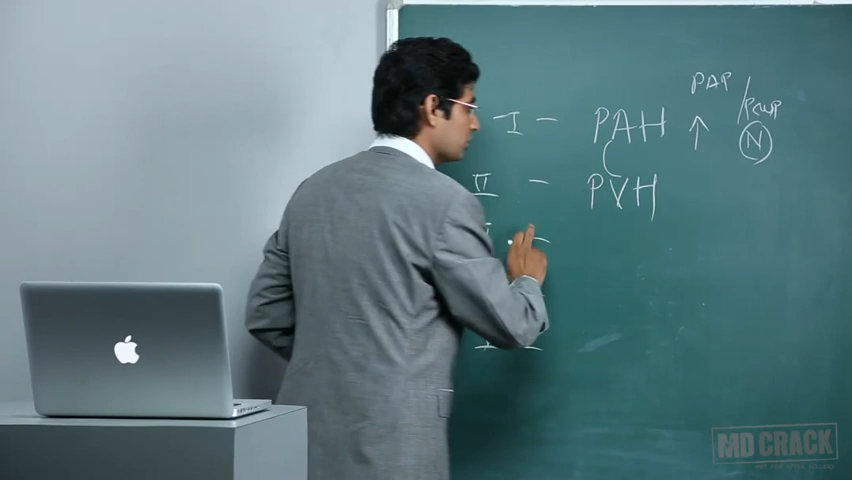 PAP /PCWP
I - PAH ↑ (N)
II - PVH
-
-
MD CRACK